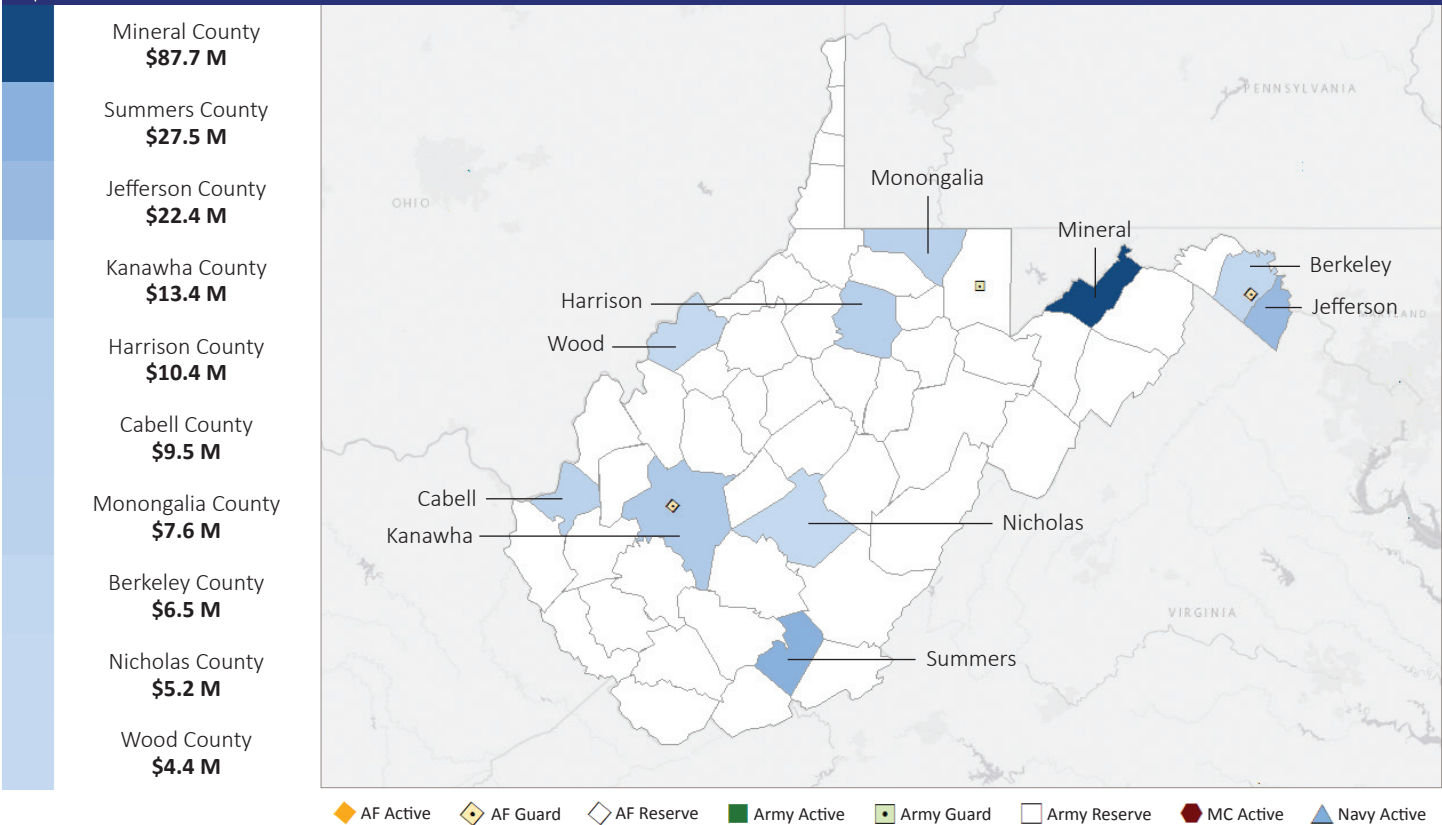 Mineral County
$87.7 M
Summers County
$27.5 M
Jefferson County
$22.4 M
Kanawha County
$13.4 M
Harrison County
$10.4 M
Cabell County
$9.5 M
Monongalia County
$7.6 M
Berkeley County
$6.5 M
Nicholas County
$5.2 M
Wood County
$4.4 M
PENNSYLVANIA
OHIO
Monongalia
Mineral
Berkeley
Harrison
Jefferson
MARYLAND
Wood
Cabell
Nicholas
Kanawha
VIRGINIA
Summers
AF Active
AF Guard
AF Reserve
Army Active
Army Guard
Army Reserve
MC Active
Navy Active